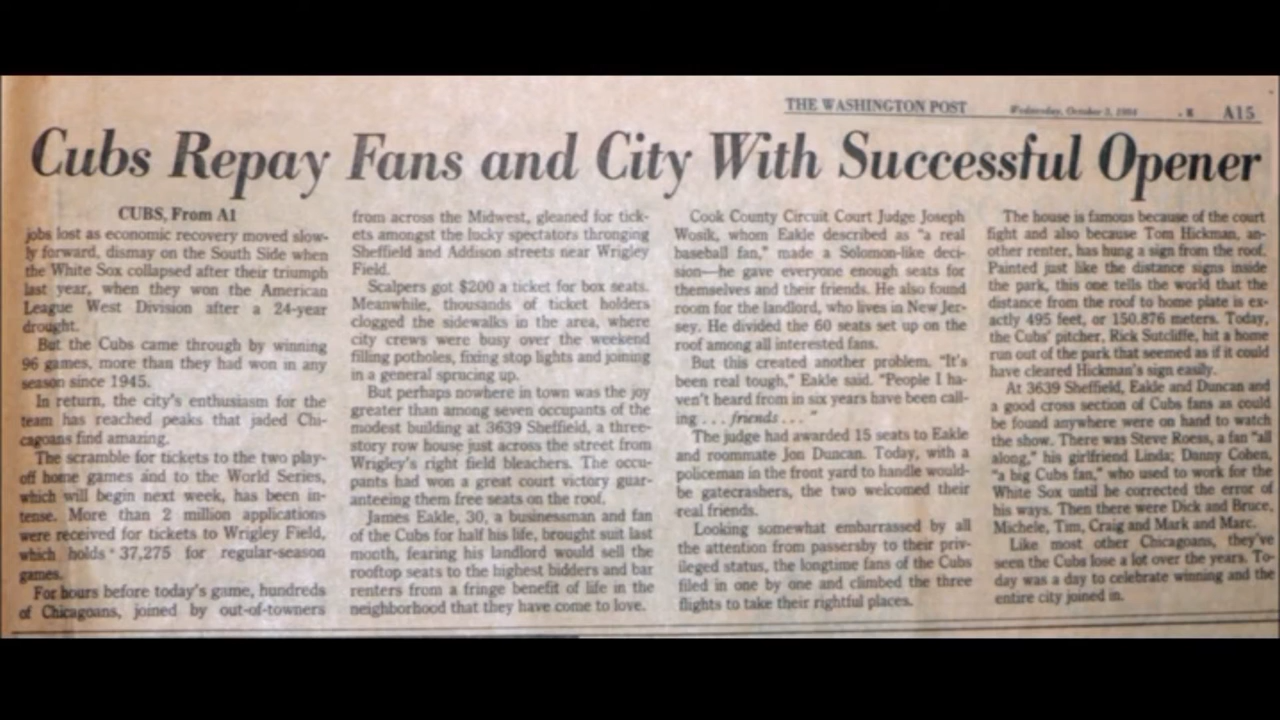 THE WASHINGTON POST Wednesday, October 3, 1984 A15
Cubs Repay Fans and City With Successful Opener
CUBS, From A1
jobs lost as economic recovery moved slow-
ly forward, dismay on the South Side when
the White Sox collapsed after their triumph
last year, when they won the American
League West Division after a 24-year
drought.
But the Cubs came through by winning
96 games, more than they had won in any
season since 1945.
In return, the city's enthusiasm for the
team has reached peaks that jaded Chi-
cagoans find amazing.
The scramble for tickets to the two play-
off home games and to the World Series,
which will begin next week, has been in-
tense. More than 2 million applications
were received for tickets to Wrigley Field,
which holds 37,275 for regular-season
games.
For hours before today's game, hundreds
of Chicagoans, joined by out-of-towners
from across the Midwest, gleaned for tick-
ets amongst the lucky spectators thronging
Sheffield and Addison streets near Wrigley
Field.
Scalpers got $200 a ticket for box seats.
Meanwhile, thousands of ticket holders
clogged the sidewalks in the area, where
city crews were busy over the weekend
filling potholes, fixing stop lights and joining
in a general sprucing up.
But perhaps nowhere in town was the joy
greater than among seven occupants of the
modest building at 3639 Sheffield, a three-
story row house just across the street from
Wrigley's right field bleachers. The occu-
pants had won a great court victory guar-
anteeing them free seats on the roof.
James Eakle, 30, a businessman and fan
of the Cubs for half his life, brought suit last
month, fearing his landlord would sell the
rooftop seats to the highest bidders and bar
renters from a fringe benefit of life in the
neighborhood that they have come to love.
Cook County Circuit Court Judge Joseph
Wosik, whom Eakle described as "a real
baseball fan," made a Solomon-like deci-
sion—he gave everyone enough seats for
themselves and their friends. He also found
room for the landlord, who lives in New Jer-
sey. He divided the 60 seats set up on the
roof among all interested fans.
But this created another problem. "It's
been real tough," Eakle said. "People I ha-
ven't heard from in six years have been call-
ing . . . friends . . . "
The judge had awarded 15 seats to Eakle
and roommate Jon Duncan. Today, with a
policeman in the front yard to handle would-
be gatecrashers, the two welcomed their
real friends.
Looking somewhat embarrassed by all
the attention from passersby to their priv-
ileged status, the longtime fans of the Cubs
filed in one by one and climbed the three
flights to take their rightful places.
The house is famous because of the court
fight and also because Tom Hickman, an-
other renter, has hung a sign from the roof.
Painted just like the distance signs inside
the park, this one tells the world that the
distance from the roof to home plate is ex-
actly 495 feet, or 150.876 meters. Today,
the Cubs' pitcher, Rick Sutcliffe, hit a home
run out of the park that seemed as if it could
have cleared Hickman's sign easily.
At 3639 Sheffield, Eakle and Duncan and
a good cross section of Cubs fans as could
be found anywhere were on hand to watch
the show. There was Steve Roess, a fan "all
along," his girlfriend Linda; Danny Cohen,
"a big Cubs fan," who used to work for the
White Sox until he corrected the error of
his ways. Then there were Dick and Bruce,
Michele, Tim, Craig and Mark and Marc.
Like most other Chicagoans, they've
seen the Cubs lose a lot over the years. To-
day was a day to celebrate winning and the
entire city joined in.